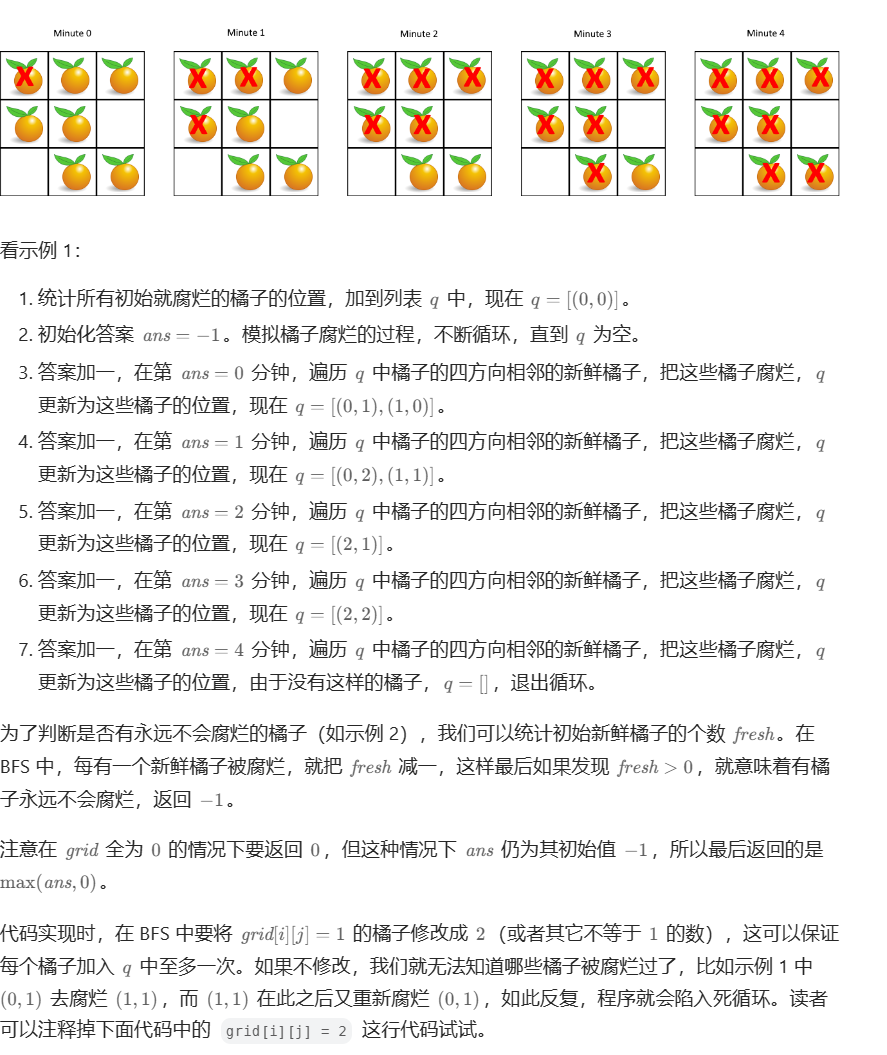 Minute 0 Minute 1 Minute 2 Minute 3 Minute 4
X X X X X X X X X X X X X X X X X X X X X
看示例 1：
1. 统计所有初始就腐烂的橘子的位置，加到列表 q 中，现在 q = [(0, 0)]。
2. 初始化答案 ans = −1。模拟橘子腐烂的过程，不断循环，直到 q 为空。
3. 答案加一，在第 ans = 0 分钟，遍历 q 中橘子的四方向相邻的新鲜橘子，把这些橘子腐烂，q
更新为这些橘子的位置，现在 q = [(0, 1), (1, 0)]。
4. 答案加一，在第 ans = 1 分钟，遍历 q 中橘子的四方向相邻的新鲜橘子，把这些橘子腐烂，q
更新为这些橘子的位置，现在 q = [(0, 2), (1, 1)]。
5. 答案加一，在第 ans = 2 分钟，遍历 q 中橘子的四方向相邻的新鲜橘子，把这些橘子腐烂，q
更新为这些橘子的位置，现在 q = [(2, 1)]。
6. 答案加一，在第 ans = 3 分钟，遍历 q 中橘子的四方向相邻的新鲜橘子，把这些橘子腐烂，q
更新为这些橘子的位置，现在 q = [(2, 2)]。
7. 答案加一，在第 ans = 4 分钟，遍历 q 中橘子的四方向相邻的新鲜橘子，把这些橘子腐烂，q
更新为这些橘子的位置，由于没有这样的橘子，q = []，退出循环。
为了判断是否有永远不会腐烂的橘子（如示例 2），我们可以统计初始新鲜橘子的个数 fresh。在
BFS 中，每有一个新鲜橘子被腐烂，就把 fresh 减一，这样最后如果发现 fresh > 0，就意味着有橘
子永远不会腐烂，返回 −1。
注意在 grid 全为 0 的情况下要返回 0，但这种情况下 ans 仍为其初始值 −1，所以最后返回的是
max(ans, 0)。
代码实现时，在 BFS 中要将 grid[i][j] = 1 的橘子修改成 2（或者其它不等于 1 的数），这可以保证
每个橘子加入 q 中至多一次。如果不修改，我们就无法知道哪些橘子被腐烂过了，比如示例 1 中
(0, 1) 去腐烂 (1, 1)，而 (1, 1) 在此之后又重新腐烂 (0, 1)，如此反复，程序就会陷入死循环。读者
可以注释掉下面代码中的 grid[i][j] = 2 这行代码试试。